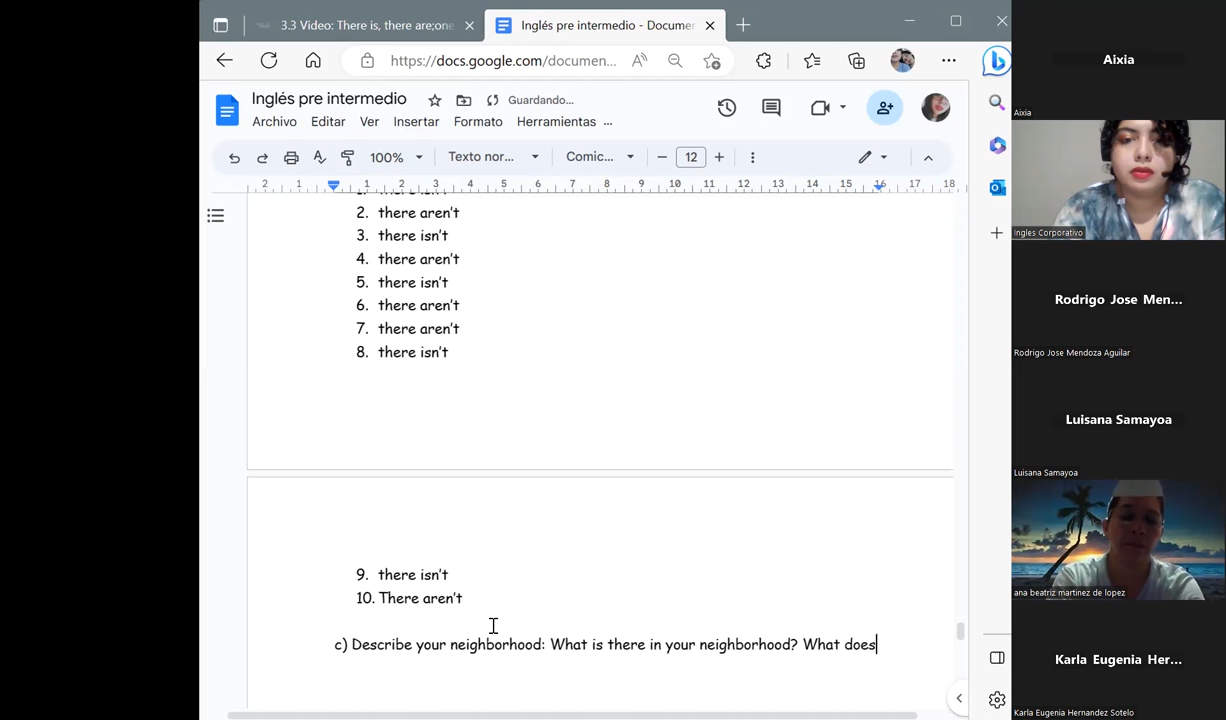 3.3 Video: There is, there are;one
Inglés pre intermedio - Documen
https://docs.google.com/documen...
Inglés pre intermedio
Guardando...
Archivo Editar Ver Insertar Formato Herramientas ...
100% Texto nor... Comic... 12
2 1 1 2 3 4 5 6 7 8 9 10 11 12 13 14 15 16 17 18
2. there aren't
3. there isn't
4. there aren't
5. there isn't
6. there aren't
7. there aren't
8. there isn't
9. there isn't
10. There aren't
c) Describe your neighborhood: What is there in your neighborhood? What does
Aixia
Aixia
Ingles Corporativo
Rodrigo Jose Men...
Rodrigo Jose Mendoza Aguilar
Luisana Samayoa
Luisana Samayoa
ana beatriz martinez de lopez
Karla Eugenia Her...
Karla Eugenia Hernandez Sotelo